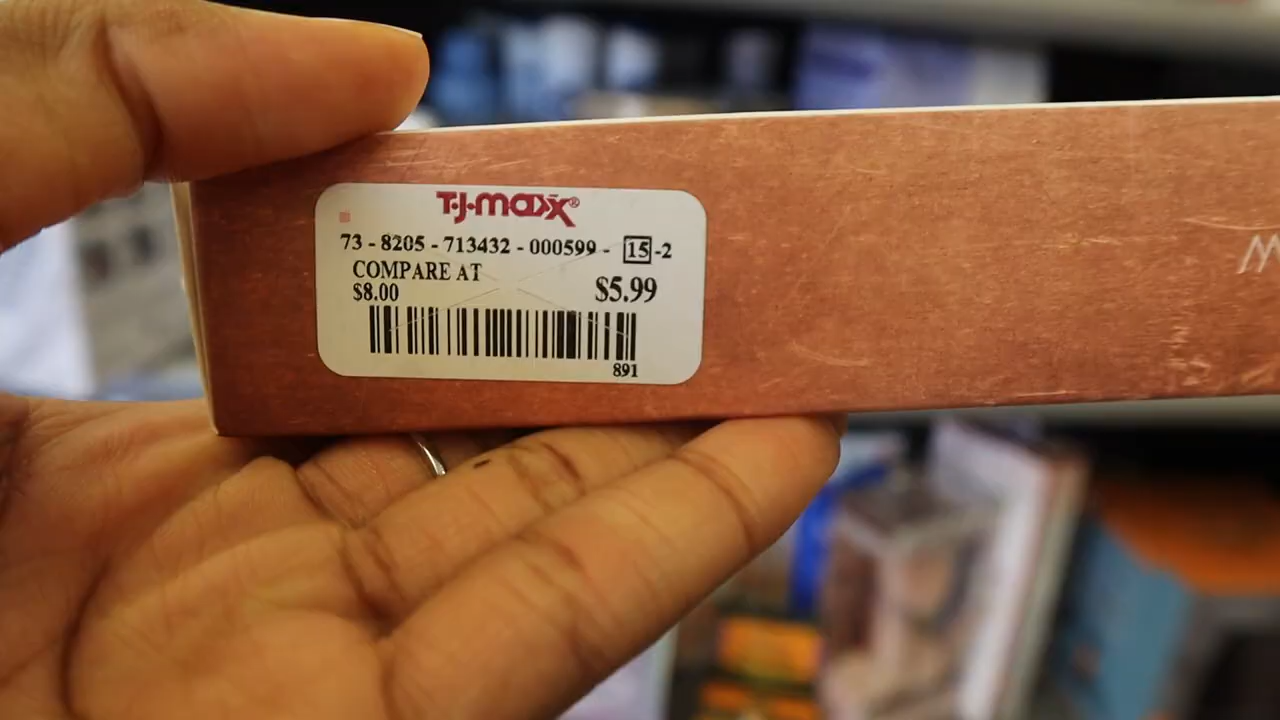 T·J·maxx®
73 - 8205 - 713432 - 000599 - 15 -2
COMPARE AT
$8.00
$5.99
891